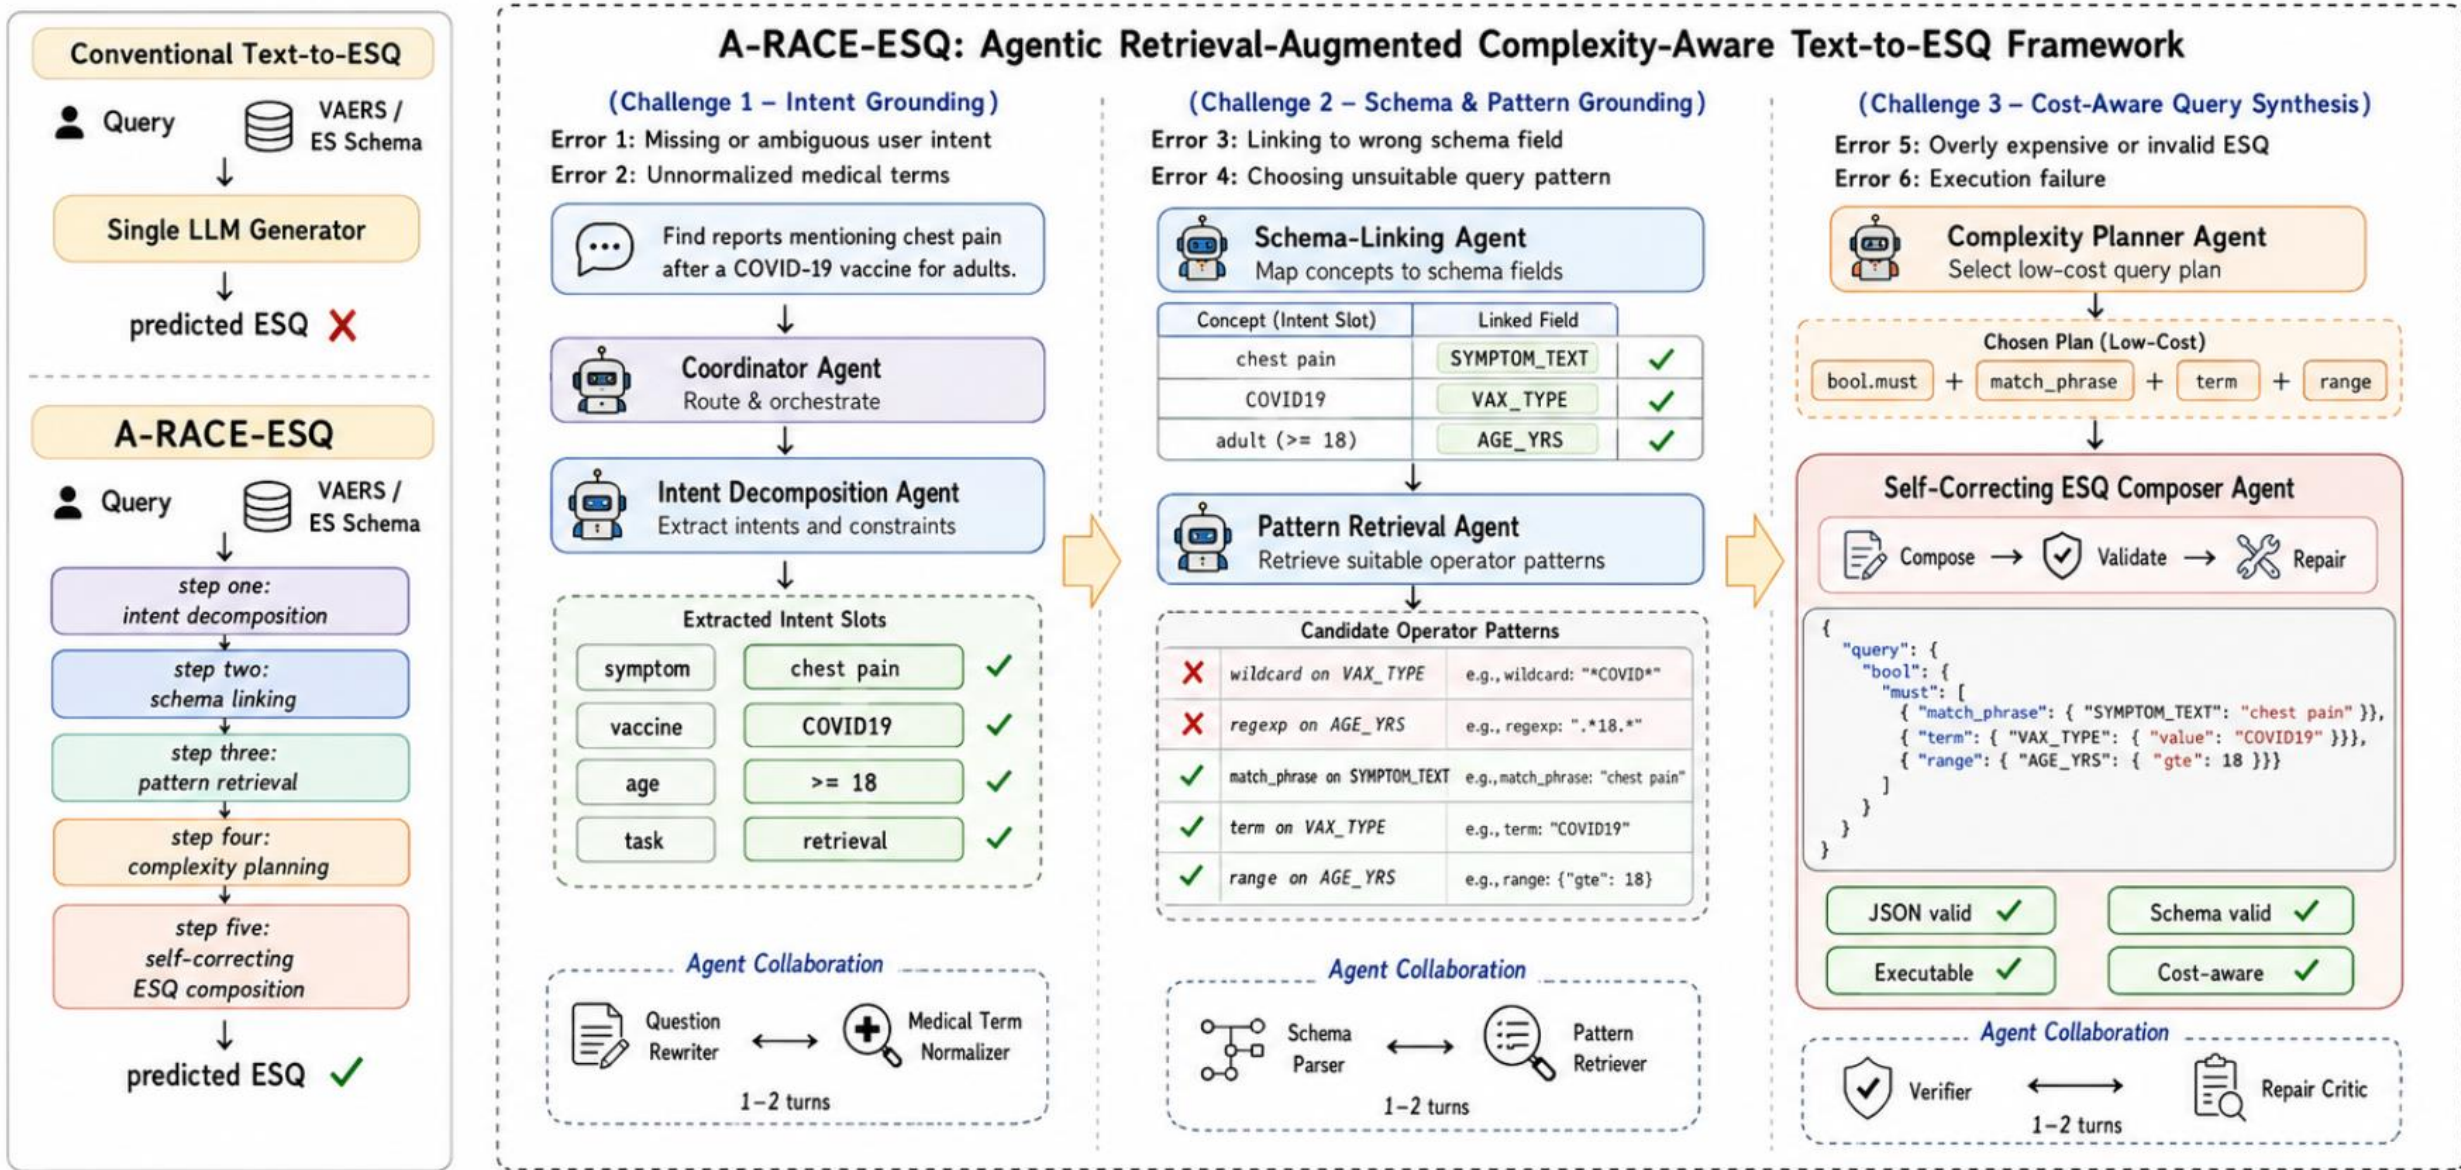 Conventional Text-to-ESQ
Query
VAERS /
ES Schema
Single LLM Generator
predicted ESQ
A-RACE-ESQ
Query
VAERS /
ES Schema
step one:
intent decomposition
step two:
schema linking
step three:
pattern retrieval
step four:
complexity planning
step five:
self-correcting
ESQ composition
predicted ESQ
A-RACE-ESQ: Agentic Retrieval-Augmented Complexity-Aware Text-to-ESQ Framework
(Challenge 1 – Intent Grounding)
Error 1: Missing or ambiguous user intent
Error 2: Unnormalized medical terms
Find reports mentioning chest pain
after a COVID-19 vaccine for adults.
Coordinator Agent
Route & orchestrate
Intent Decomposition Agent
Extract intents and constraints
Extracted Intent Slots
symptom chest pain
vaccine COVID19
age >= 18
task retrieval
Agent Collaboration
Question
Rewriter
Medical Term
Normalizer
1–2 turns
(Challenge 2 – Schema & Pattern Grounding)
Error 3: Linking to wrong schema field
Error 4: Choosing unsuitable query pattern
Schema-Linking Agent
Map concepts to schema fields
Concept (Intent Slot) Linked Field
chest pain SYMPTOM_TEXT
COVID19 VAX_TYPE
adult (>= 18) AGE_YRS
Pattern Retrieval Agent
Retrieve suitable operator patterns
Candidate Operator Patterns
wildcard on VAX_TYPE e.g., wildcard: "*COVID*"
regexp on AGE_YRS e.g., regexp: ".*18.*"
match_phrase on SYMPTOM_TEXT e.g., match_phrase: "chest pain"
term on VAX_TYPE e.g., term: "COVID19"
range on AGE_YRS e.g., range: {"gte": 18}
Agent Collaboration
Schema
Parser
Pattern
Retriever
1–2 turns
(Challenge 3 – Cost-Aware Query Synthesis)
Error 5: Overly expensive or invalid ESQ
Error 6: Execution failure
Complexity Planner Agent
Select low-cost query plan
Chosen Plan (Low-Cost)
bool.must + match_phrase + term + range
Self-Correcting ESQ Composer Agent
Compose → Validate → Repair
{
"query": {
"bool": {
"must": [
{ "match_phrase": { "SYMPTOM_TEXT": "chest pain" }},
{ "term": { "VAX_TYPE": { "value": "COVID19" }}},
{ "range": { "AGE_YRS": { "gte": 18 }}}
]
}
}
}
JSON valid
Schema valid
Executable
Cost-aware
Agent Collaboration
Verifier
Repair Critic
1–2 turns